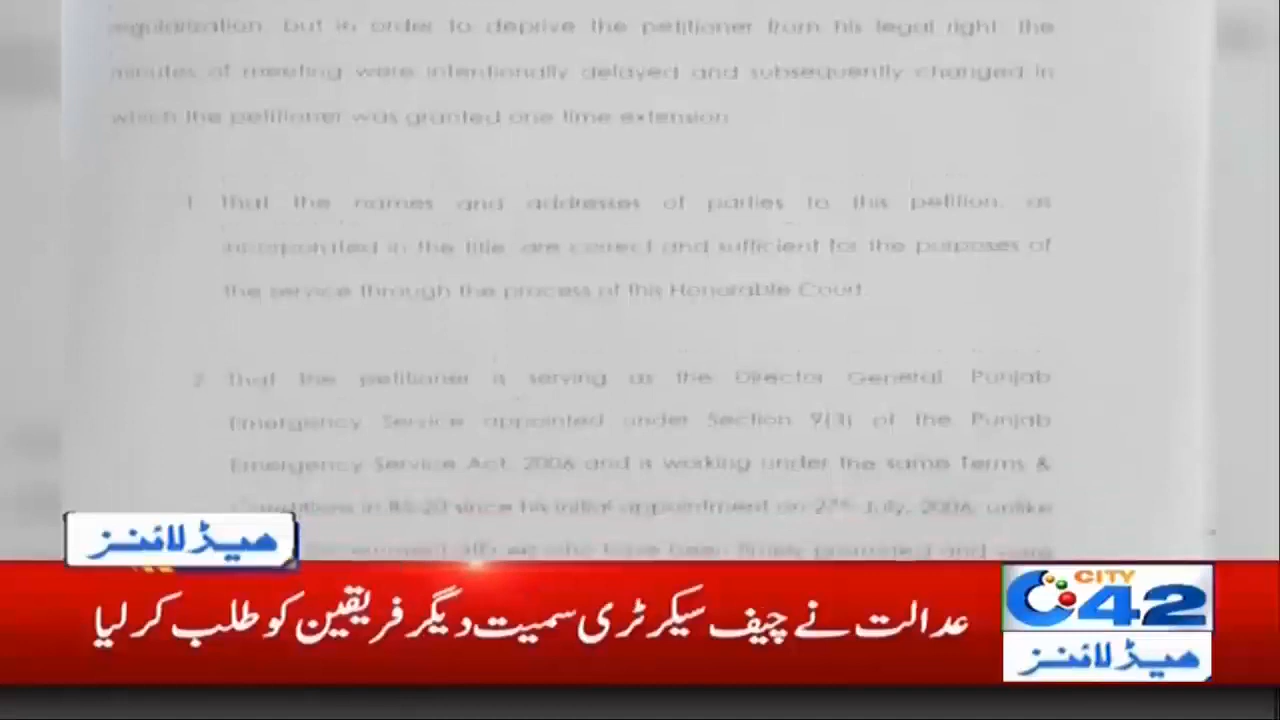 regularization, but in order to deprive the petitioner from his legal right, the
minutes of meeting were intentionally delayed and subsequently changed in
which the petitioner was granted one time extension.
1. That the names and addresses of parties to this petition, as
incorporated in the title, are correct and sufficient for the purposes of
the service through the process of this Honorable Court.
2. That the petitioner is serving as the Director General, Punjab
Emergency Service appointed under Section 9(3) of the Punjab
Emergency Service Act, 2006 and is working under the same Terms &
Conditions in BS-20 since his initial appointment on 27th July, 2006, unlike
who have been
ہیڈ لائنز
عدالت نے چیف سیکرٹری سمیت دیگر فریقین کو طلب کر لیا
CITY
42
ہیڈ لائنز